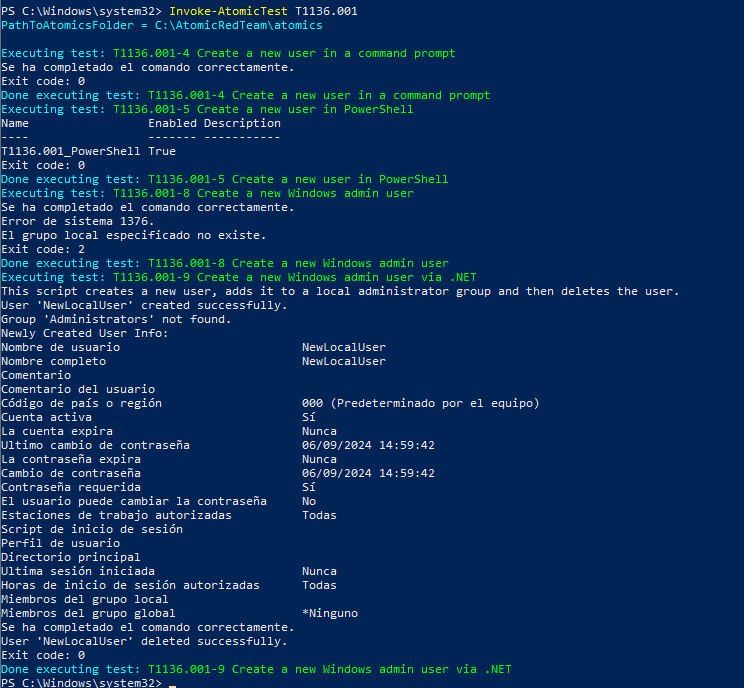 PS C:\Windows\system32> Invoke-AtomicTest T1136.001
PathToAtomicsFolder = C:\AtomicRedTeam\atomics
Executing test: T1136.001-4 Create a new user in a command prompt
Se ha completado el comando correctamente.
Exit code: 0
Done executing test: T1136.001-4 Create a new user in a command prompt
Executing test: T1136.001-5 Create a new user in PowerShell
Name Enabled Description
---- ------- -----------
T1136.001_PowerShell True
Exit code: 0
Done executing test: T1136.001-5 Create a new user in PowerShell
Executing test: T1136.001-8 Create a new Windows admin user
Se ha completado el comando correctamente.
Error de sistema 1376.
El grupo local especificado no existe.
Exit code: 2
Done executing test: T1136.001-8 Create a new Windows admin user
Executing test: T1136.001-9 Create a new Windows admin user via .NET
This script creates a new user, adds it to a local administrator group and then deletes the user.
User 'NewLocalUser' created successfully.
Group 'Administrators' not found.
Newly Created User Info:
Nombre de usuario NewLocalUser
Nombre completo NewLocalUser
Comentario
Comentario del usuario
Código de país o región 000 (Predeterminado por el equipo)
Cuenta activa Sí
La cuenta expira Nunca
Ultimo cambio de contraseña 06/09/2024 14:59:42
La contraseña expira Nunca
Cambio de contraseña 06/09/2024 14:59:42
Contraseña requerida Sí
El usuario puede cambiar la contraseña No
Estaciones de trabajo autorizadas Todas
Script de inicio de sesión
Perfil de usuario
Directorio principal
Ultima sesión iniciada Nunca
Horas de inicio de sesión autorizadas Todas
Miembros del grupo local
Miembros del grupo global *Ninguno
Se ha completado el comando correctamente.
User 'NewLocalUser' deleted successfully.
Exit code: 0
Done executing test: T1136.001-9 Create a new Windows admin user via .NET
PS C:\Windows\system32> _